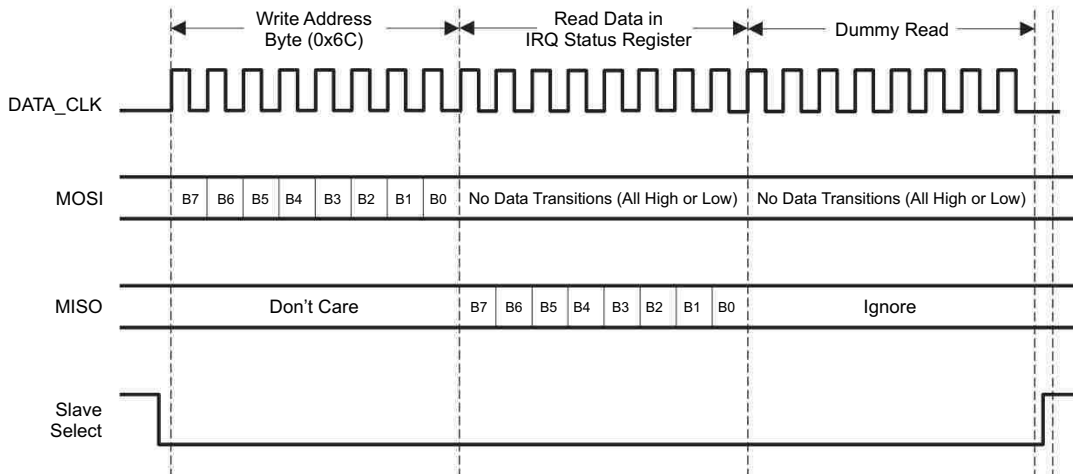 Write Address
Byte (0x6C)
Read Data in
IRQ Status Register
Dummy Read
DATA_CLK
MOSI
B7 B6 B5 B4 B3 B2 B1 B0
No Data Transitions (All High or Low)
No Data Transitions (All High or Low)
MISO
Don’t Care
B7 B6 B5 B4 B3 B2 B1 B0
Ignore
Slave
Select